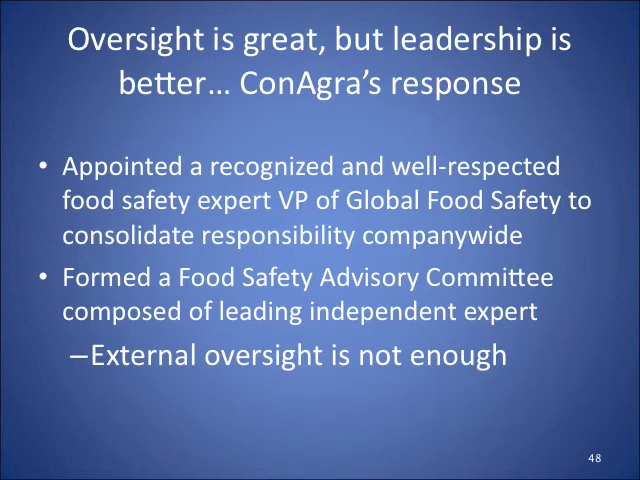 Oversight is great, but leadership is
better… ConAgra’s response
• Appointed a recognized and well-respected
food safety expert VP of Global Food Safety to
consolidate responsibility companywide
• Formed a Food Safety Advisory Committee
composed of leading independent expert
–External oversight is not enough
48